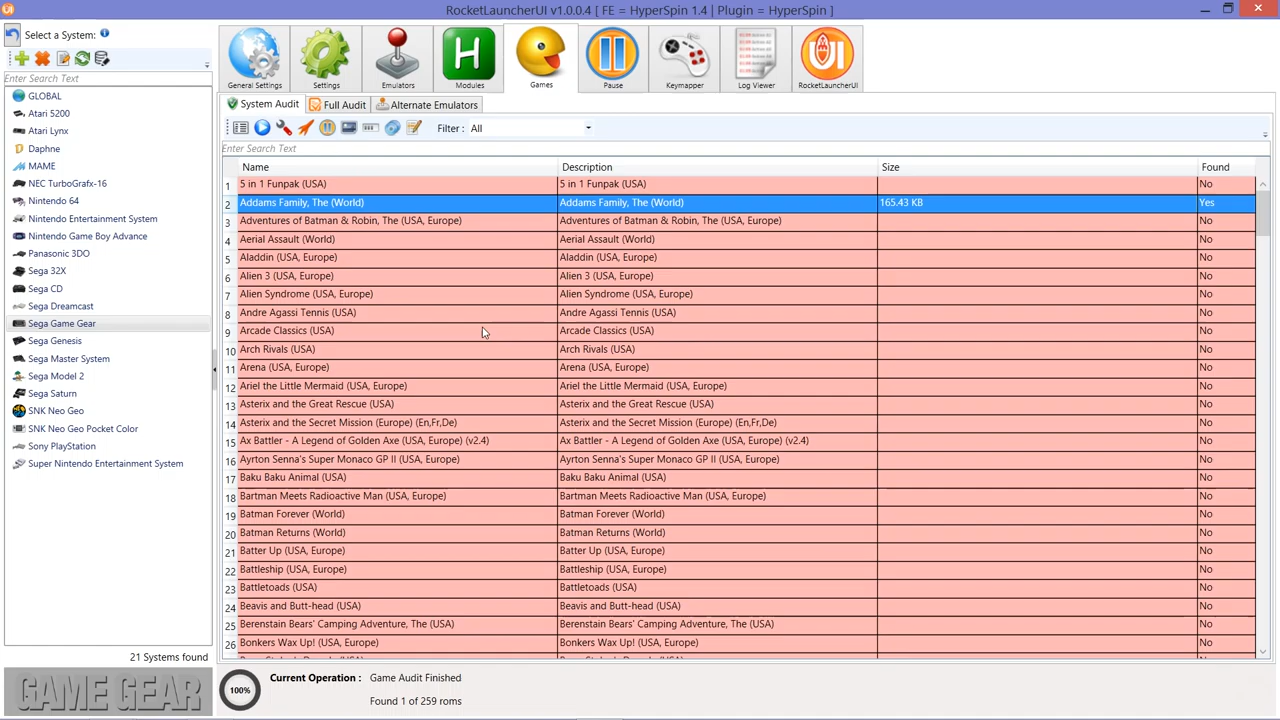 RocketLauncherUI v1.0.0.4 [ FE = HyperSpin 1.4 | Plugin = HyperSpin ]
Select a System:
Enter Search Text
GLOBAL
Atari 5200
Atari Lynx
Daphne
MAME
NEC TurboGrafx-16
Nintendo 64
Nintendo Entertainment System
Nintendo Game Boy Advance
Panasonic 3DO
Sega 32X
Sega CD
Sega Dreamcast
Sega Game Gear
Sega Genesis
Sega Master System
Sega Model 2
Sega Saturn
SNK Neo Geo
SNK Neo Geo Pocket Color
Sony PlayStation
Super Nintendo Entertainment System
21 Systems found
GAME GEAR
General Settings Settings Emulators Modules Games Pause Keymapper Log Viewer RocketLauncherUI
System Audit Full Audit Alternate Emulators
Filter : All
Enter Search Text
Name Description Size Found
1 5 in 1 Funpak (USA) 5 in 1 Funpak (USA) No
2 Addams Family, The (World) Addams Family, The (World) 165.43 KB Yes
3 Adventures of Batman & Robin, The (USA, Europe) Adventures of Batman & Robin, The (USA, Europe) No
4 Aerial Assault (World) Aerial Assault (World) No
5 Aladdin (USA, Europe) Aladdin (USA, Europe) No
6 Alien 3 (USA, Europe) Alien 3 (USA, Europe) No
7 Alien Syndrome (USA, Europe) Alien Syndrome (USA, Europe) No
8 Andre Agassi Tennis (USA) Andre Agassi Tennis (USA) No
9 Arcade Classics (USA) Arcade Classics (USA) No
10 Arch Rivals (USA) Arch Rivals (USA) No
11 Arena (USA, Europe) Arena (USA, Europe) No
12 Ariel the Little Mermaid (USA, Europe) Ariel the Little Mermaid (USA, Europe) No
13 Asterix and the Great Rescue (USA) Asterix and the Great Rescue (USA) No
14 Asterix and the Secret Mission (Europe) (En,Fr,De) Asterix and the Secret Mission (Europe) (En,Fr,De) No
15 Ax Battler - A Legend of Golden Axe (USA, Europe) (v2.4) Ax Battler - A Legend of Golden Axe (USA, Europe) (v2.4) No
16 Ayrton Senna's Super Monaco GP II (USA, Europe) Ayrton Senna's Super Monaco GP II (USA, Europe) No
17 Baku Baku Animal (USA) Baku Baku Animal (USA) No
18 Bartman Meets Radioactive Man (USA, Europe) Bartman Meets Radioactive Man (USA, Europe) No
19 Batman Forever (World) Batman Forever (World) No
20 Batman Returns (World) Batman Returns (World) No
21 Batter Up (USA, Europe) Batter Up (USA, Europe) No
22 Battleship (USA, Europe) Battleship (USA, Europe) No
23 Battletoads (USA) Battletoads (USA) No
24 Beavis and Butt-head (USA) Beavis and Butt-head (USA) No
25 Berenstain Bears' Camping Adventure, The (USA) Berenstain Bears' Camping Adventure, The (USA) No
26 Bonkers Wax Up! (USA, Europe) Bonkers Wax Up! (USA, Europe) No
100%
Current Operation : Game Audit Finished
Found 1 of 259 roms